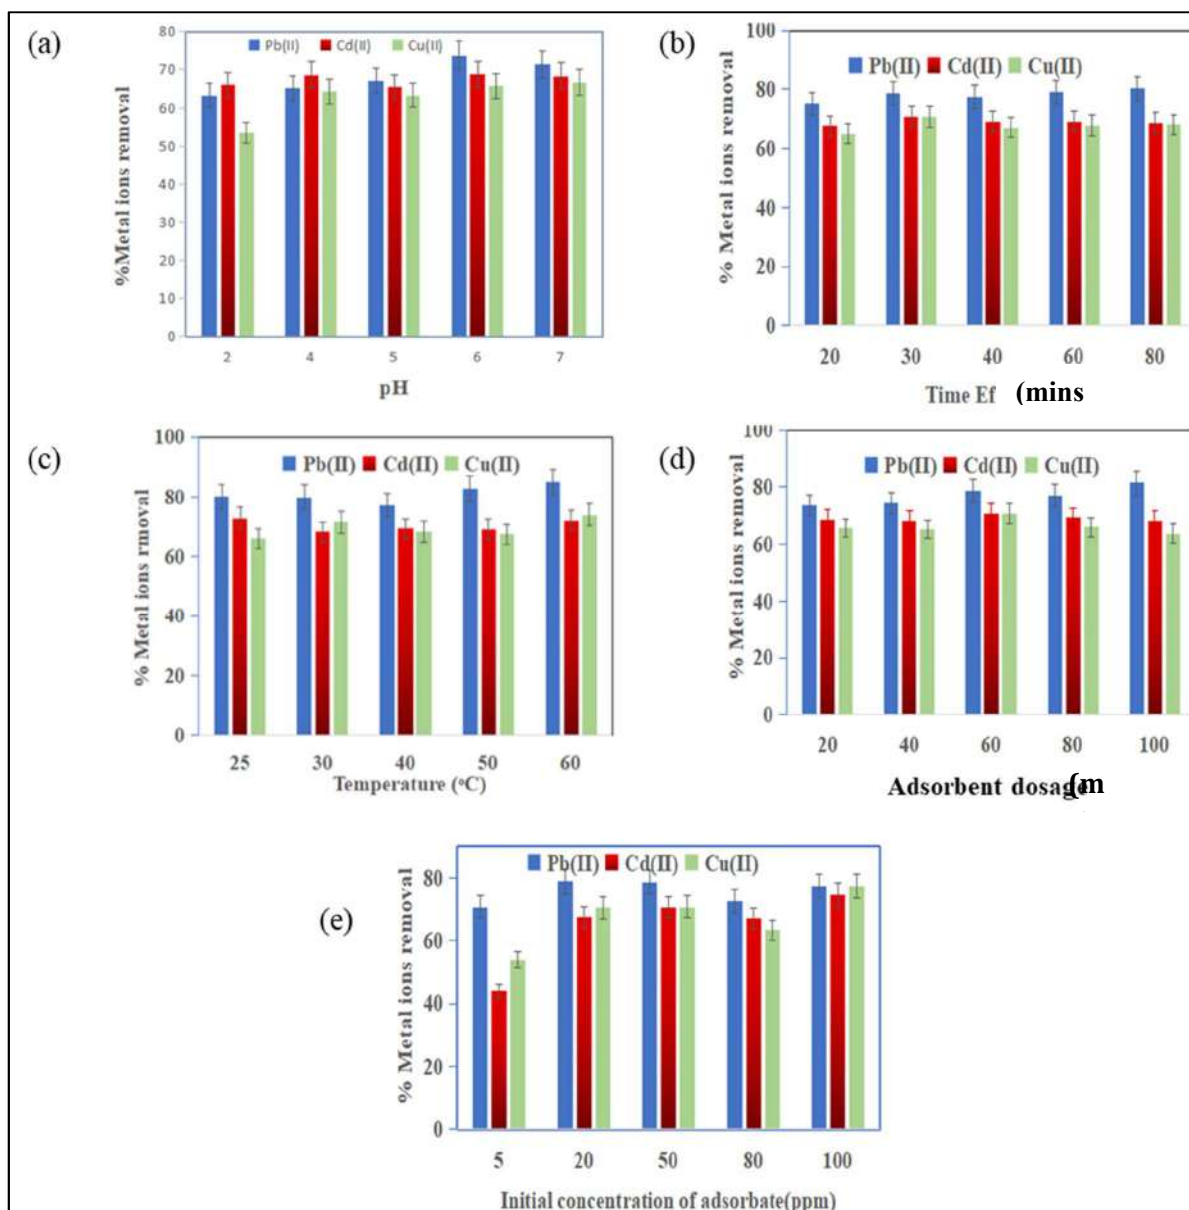 (a)
80
70
60
50
40
30
20
10
0
%Metal ions removal
Pb(II) Cd(II) Cu(II)
2 4 5 6 7
pH
(b)
100
80
60
40
20
0
% Metal ions removal
Pb(II) Cd(II) Cu(II)
20 30 40 60 80
Time Ef (mins
(c)
100
80
60
40
20
0
% Metal ions rmoval
Pb(II) Cd(II) Cu(II)
25 30 40 50 60
Temperature (°C)
(d)
100
80
60
40
20
0
% Metal ions removal
Pb(II) Cd(II) Cu(II)
20 40 60 80 100
Adsorbent dosage (m
(e)
80
60
40
20
0
% Metal ions removal
Pb(II) Cd(II) Cu(II)
5 20 50 80 100
Initial concentration of adsorbate(ppm)